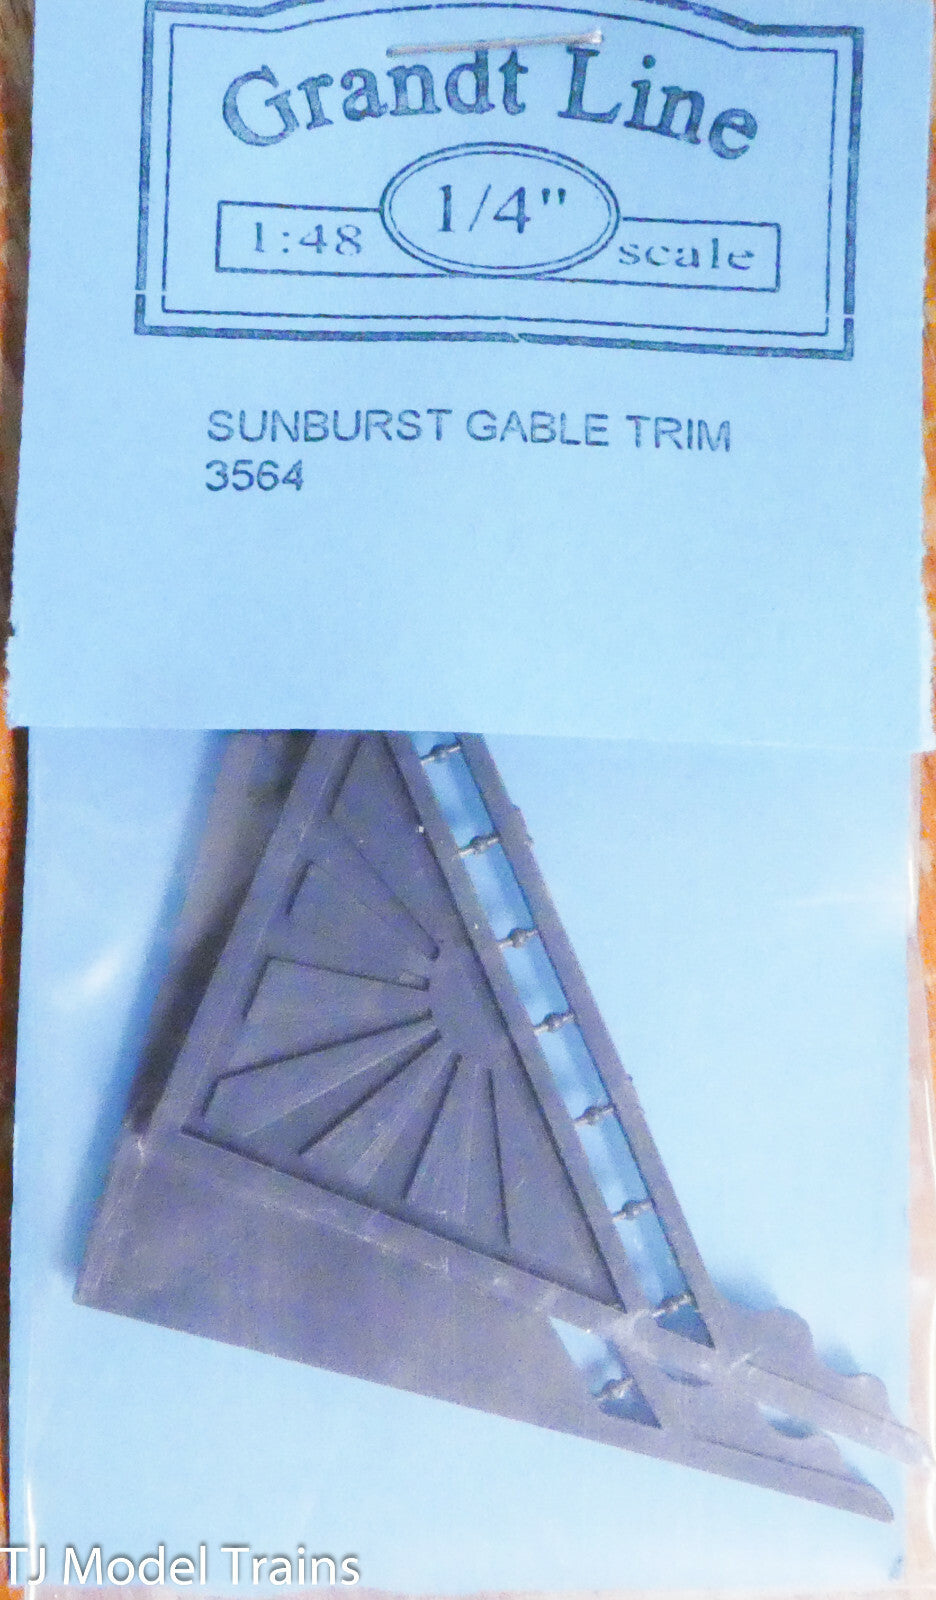 Grandt Line
1/4"
1:48 scale
SUNBURST GABLE TRIM
3564
TJ Model Trains